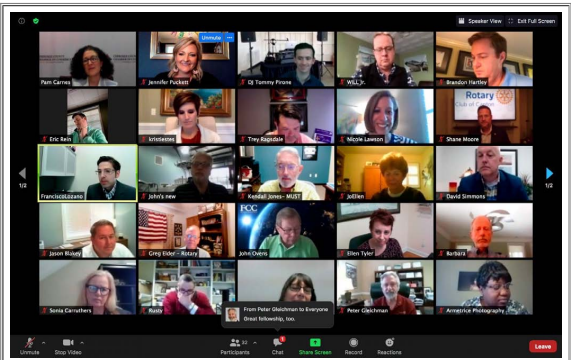 Speaker View Exit Full Screen
Unmute ...
Pam Carnes
Jennifer Puckett
DJ Tommy Firone
WILL Jr.
Brandon Hartley
Rotary
Club of Canton
Eric Rein
kristiestes
Trey Ragsdale
Nicole Lawson
Shane Moore
1/2
FranciscoLozano
John's new
Kendall Jones- MUST
JoEllen
David Simmons
1/2
FCC
Jason Blakey
Greg Elder - Rotary
John Ovens
Ellen Tyler
Barbara
Sonia Carruthers
Rusty
From Peter Gleichman to Everyone
Great fellowship, too.
Peter Gleichman
Armetrice Photography
Unmute
Stop Video
30
Participants
1
Chat
Share Screen
Record
Reactions
Leave